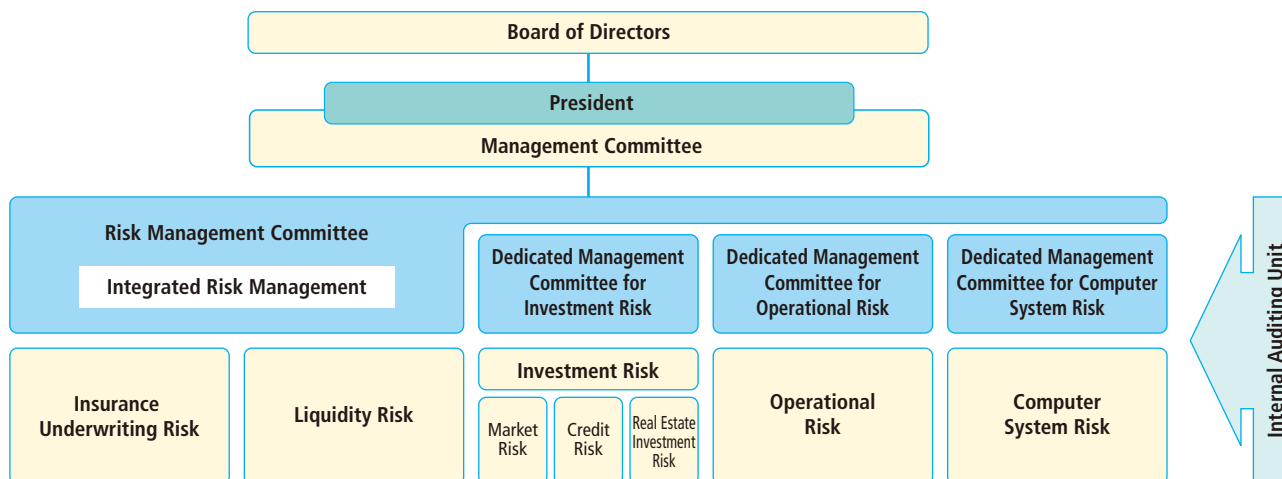 Board of Directors
President
Management Committee
Risk Management Committee
Integrated Risk Management
Dedicated Management
Committee for
Investment Risk
Dedicated Management
Committee for
Operational Risk
Dedicated Management
Committee for Computer
System Risk
Insurance
Underwriting Risk
Liquidity Risk
Investment Risk
Market
Risk
Credit
Risk
Real Estate
Investment
Risk
Operational
Risk
Computer
System Risk
Internal Auditing Unit